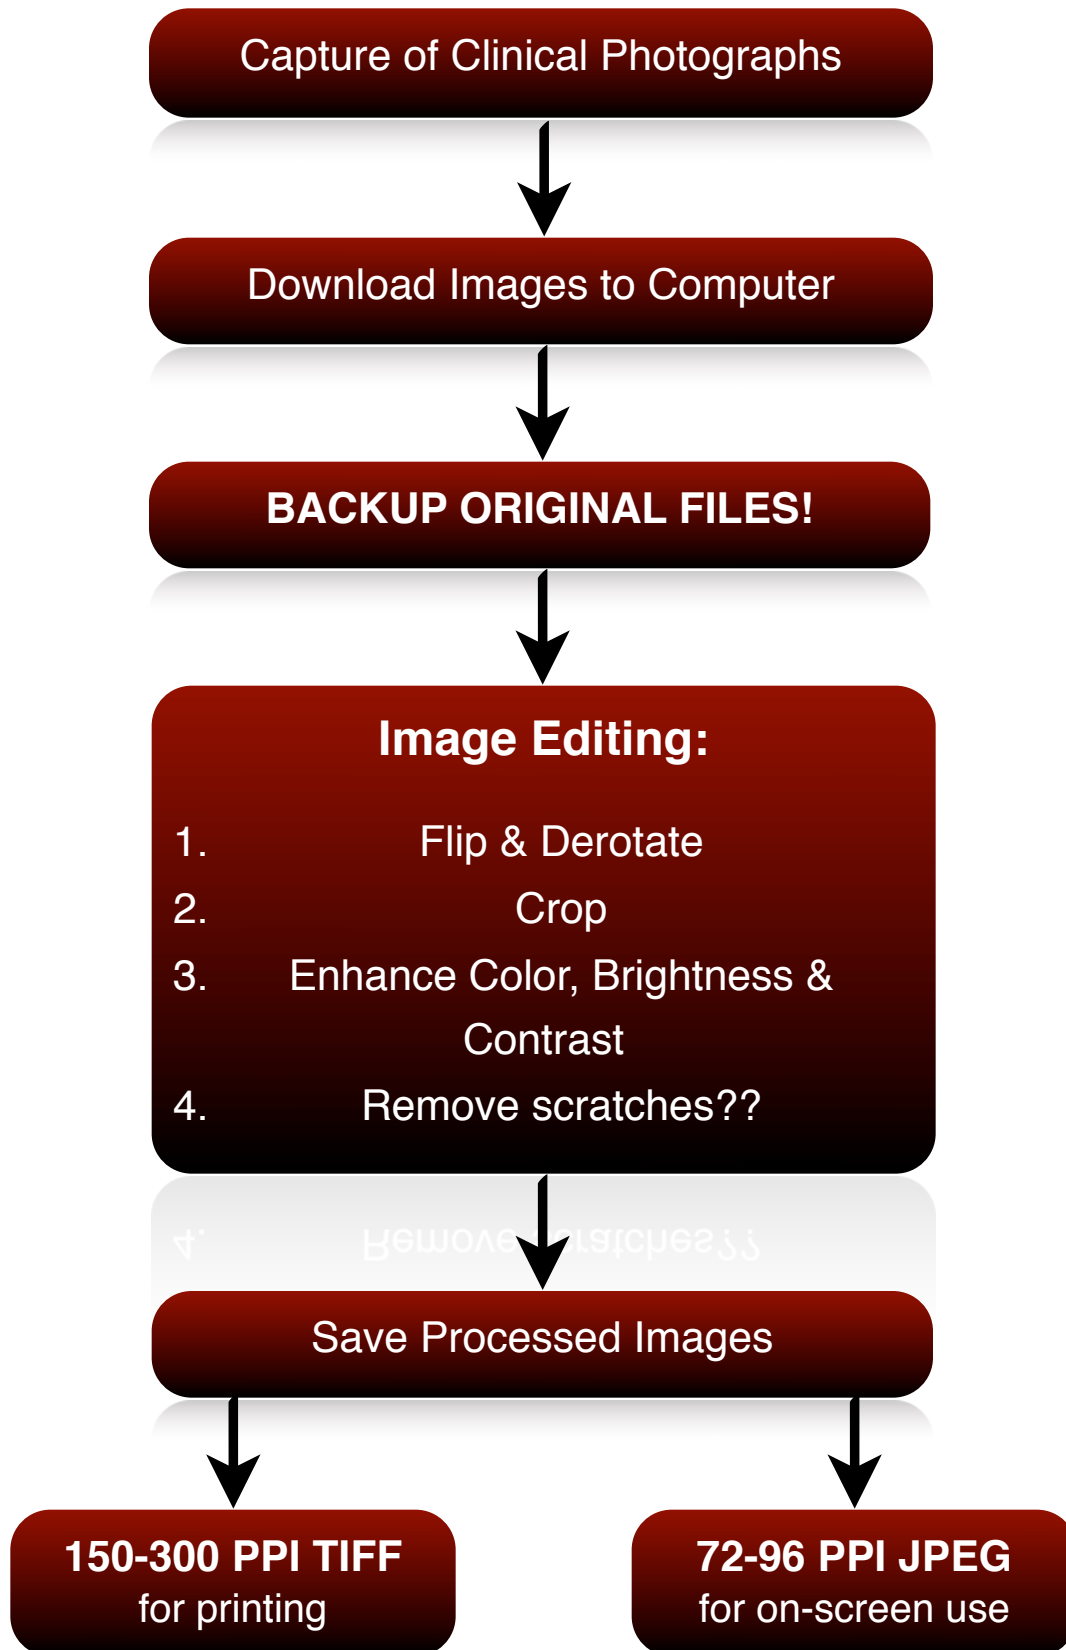 Capture of Clinical Photographs
Download Images to Computer
BACKUP ORIGINAL FILES!
Image Editing:
1. Flip & Derotate
2. Crop
3. Enhance Color, Brightness &
Contrast
4. Remove scratches??
Save Processed Images
150-300 PPI TIFF
for printing
72-96 PPI JPEG
for on-screen use